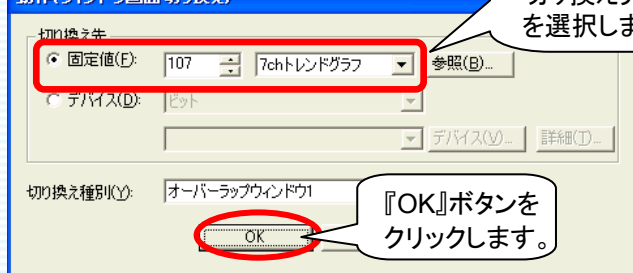 切り換え先
を選択しま
固定値(F): 107 7chトレンドグラフ 参照(B)...
デバイス(D): ビット
デバイス(V)... 詳細(T)...
切り換え種別(Y): オーバーラップウィンドウ1
『OK』ボタンを
クリックします。
OK